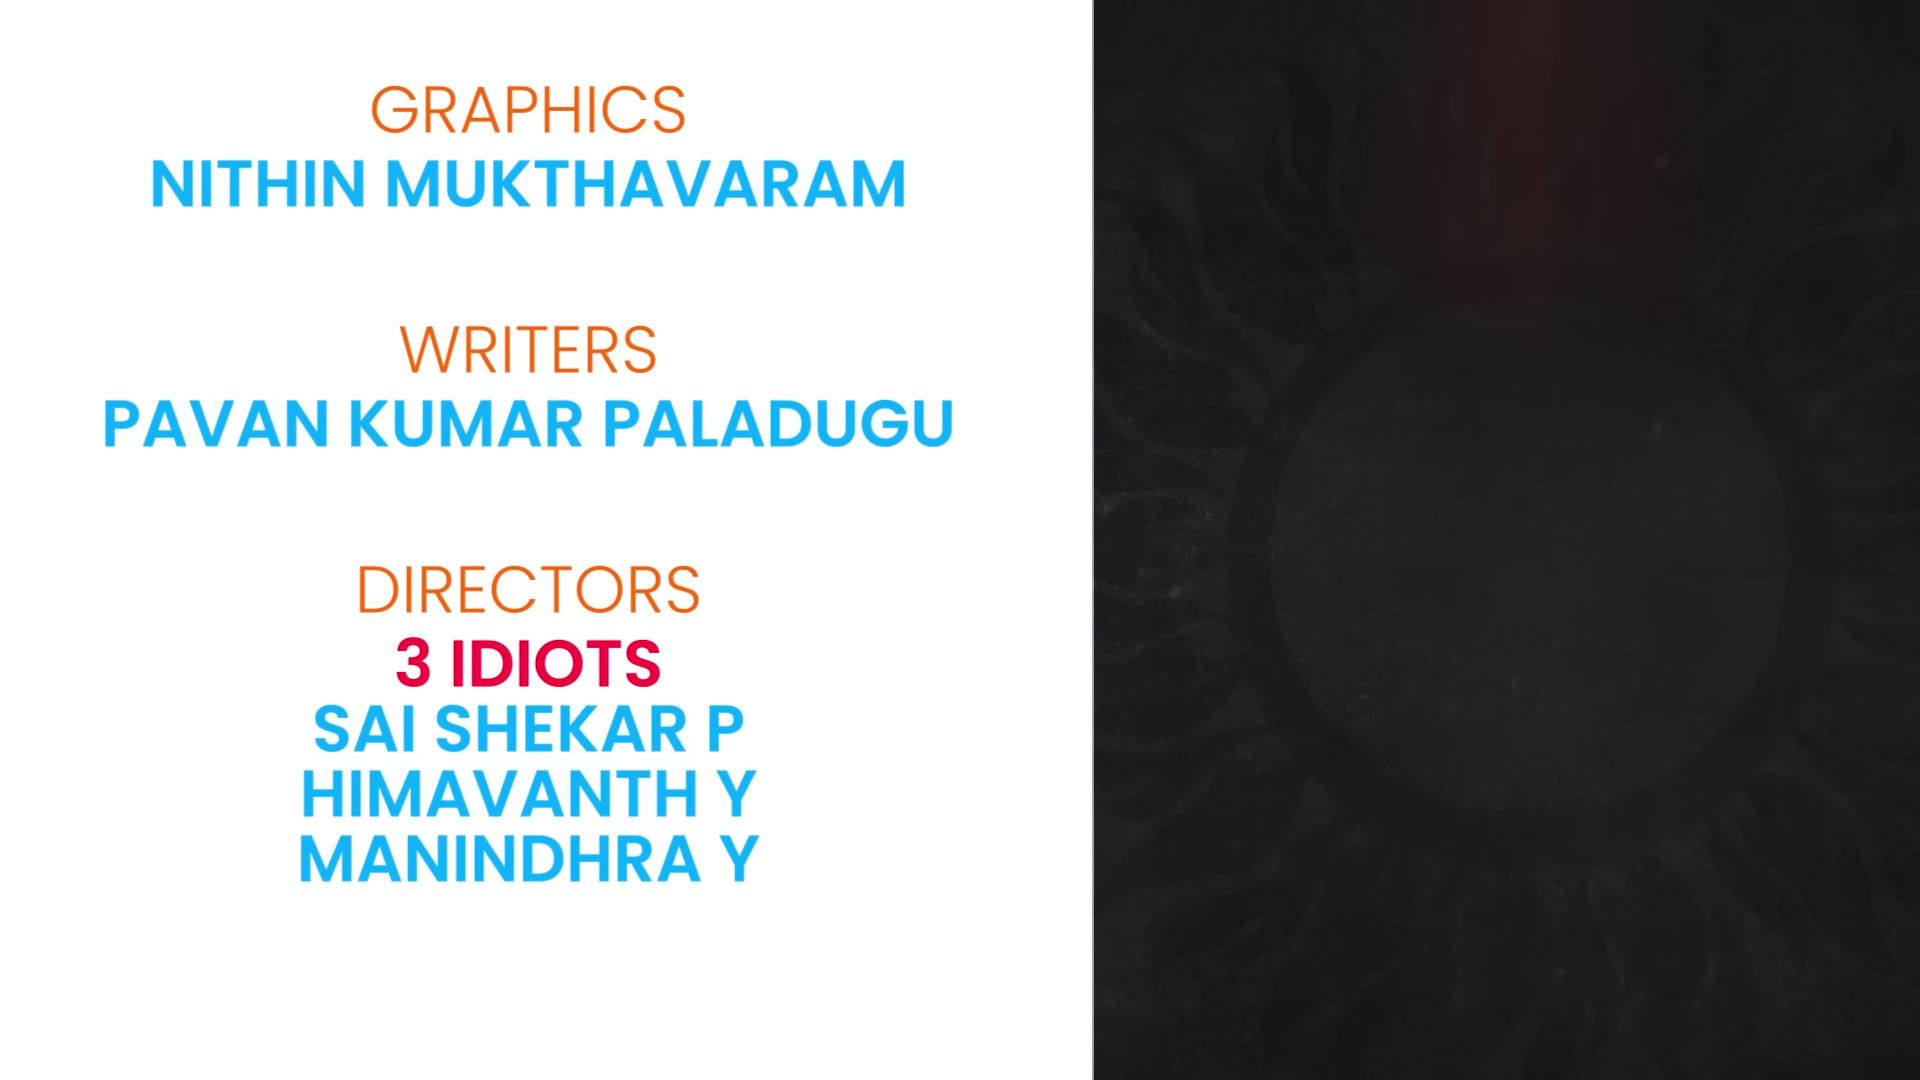 GRAPHICS
NITHIN MUKTHAVARAM
WRITERS
PAVAN KUMAR PALADUGU
DIRECTORS
3 IDIOTS
SAI SHEKAR P
HIMAVANTH Y
MANINDHRA Y